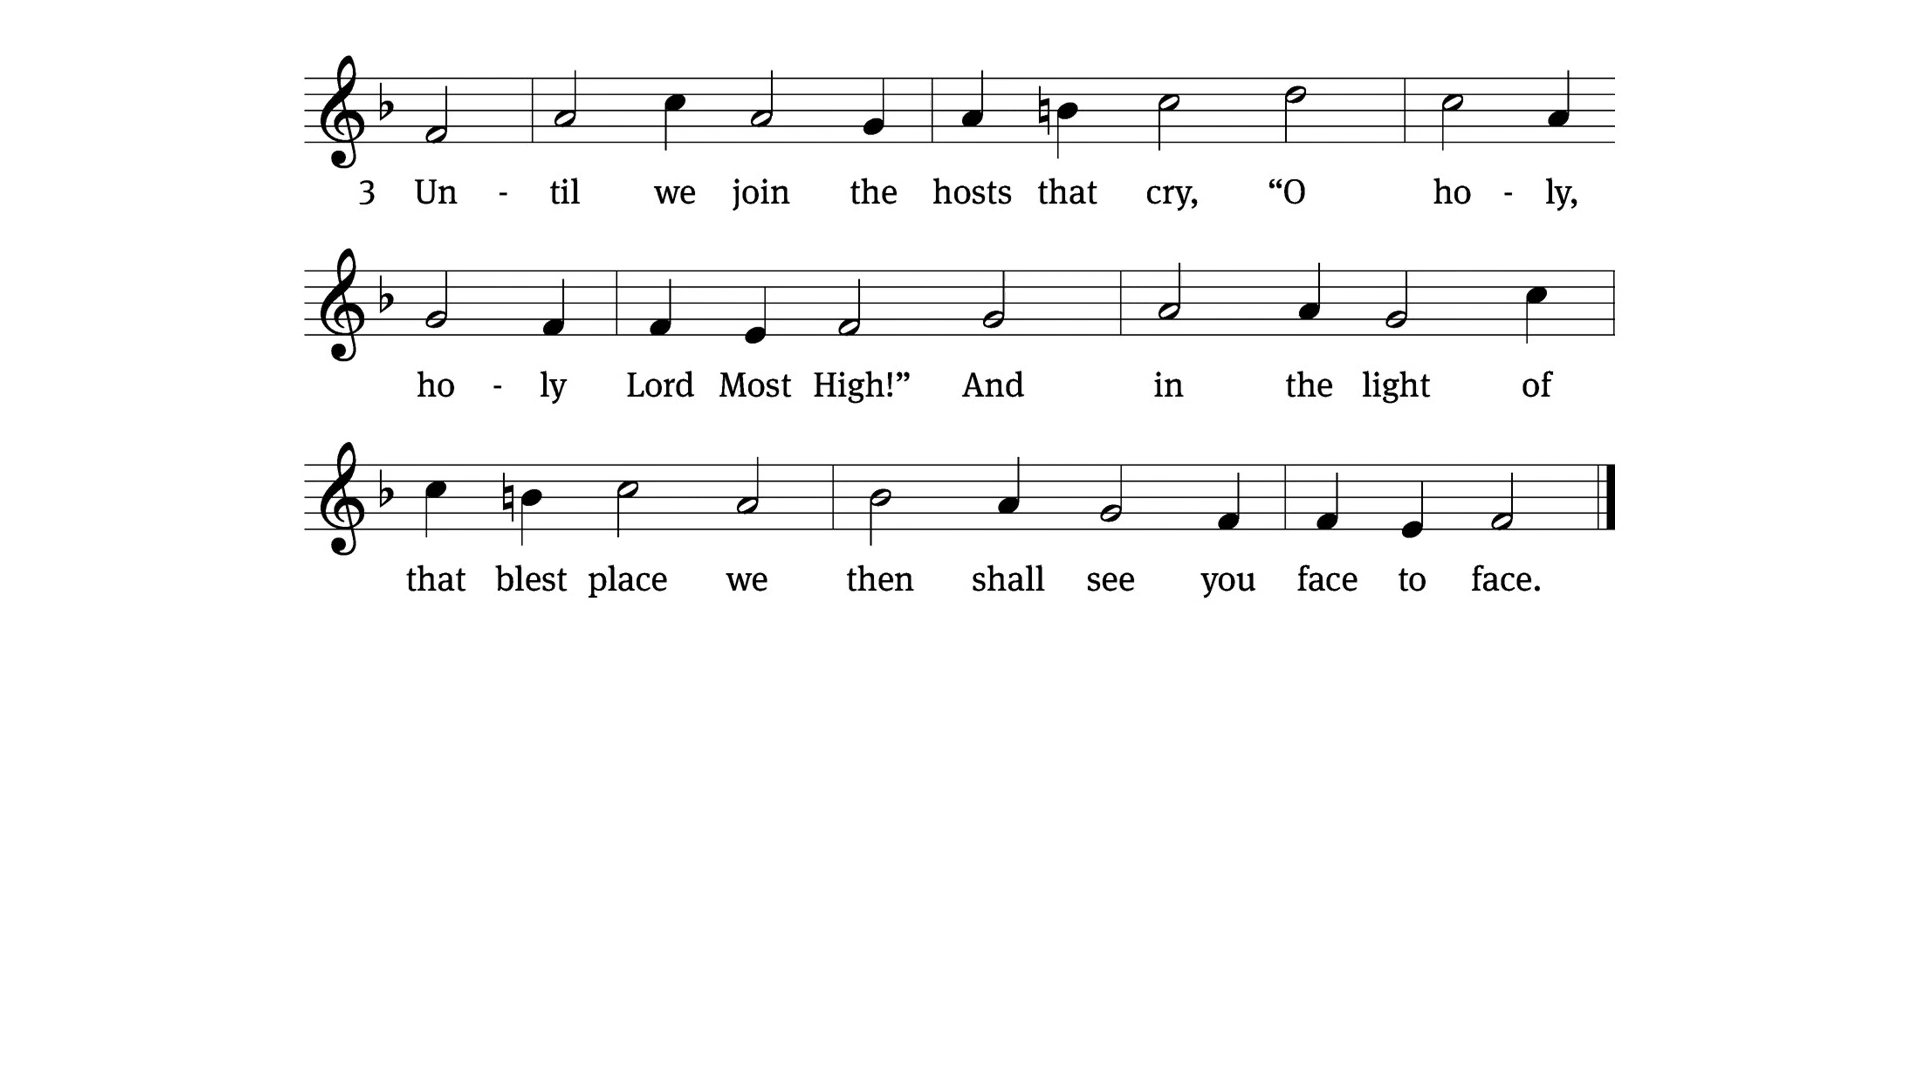 3 Un - til we join the hosts that cry, “O ho - ly,
ho - ly Lord Most High!” And in the light of
that blest place we then shall see you face to face.